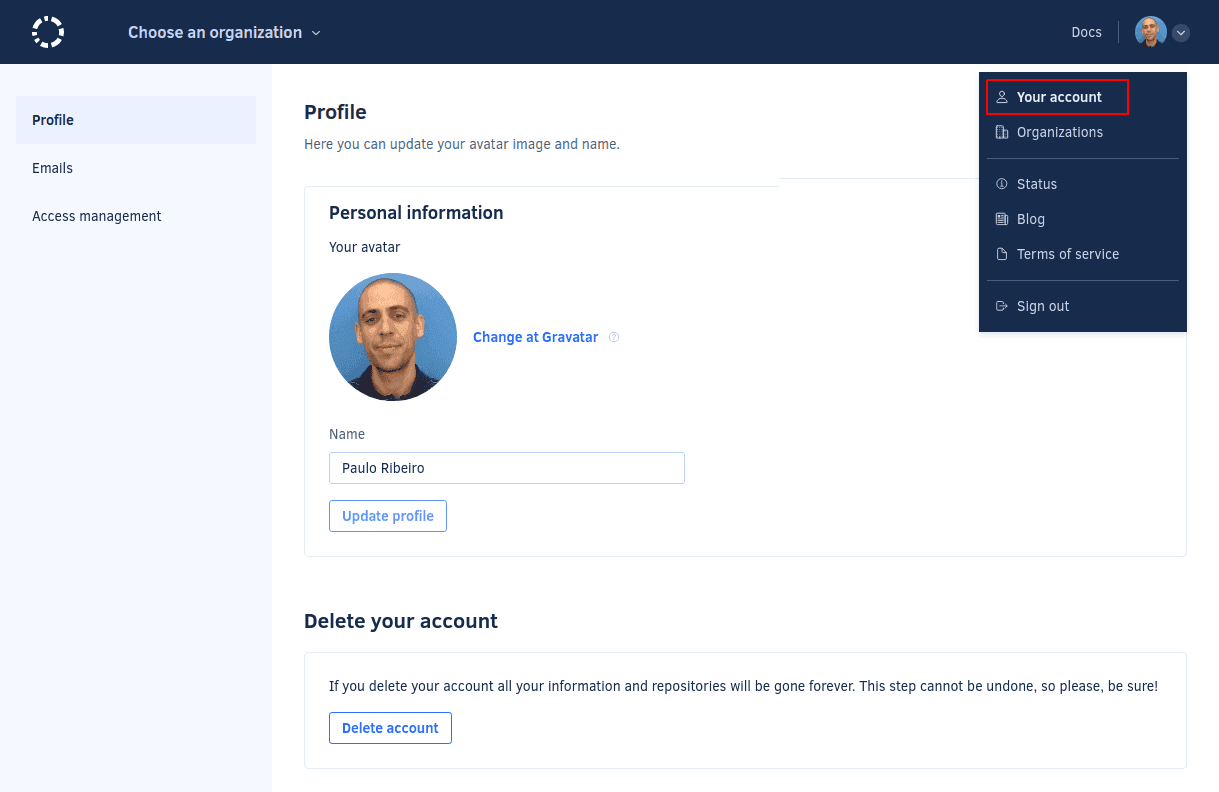 Choose an organization
Docs
Your account
Organizations
Status
Blog
Terms of service
Sign out
Profile
Emails
Access management
Profile
Here you can update your avatar image and name.
Personal information
Your avatar
Change at Gravatar ?
Name
Paulo Ribeiro
Update profile
Delete your account
If you delete your account all your information and repositories will be gone forever. This step cannot be undone, so please, be sure!
Delete account